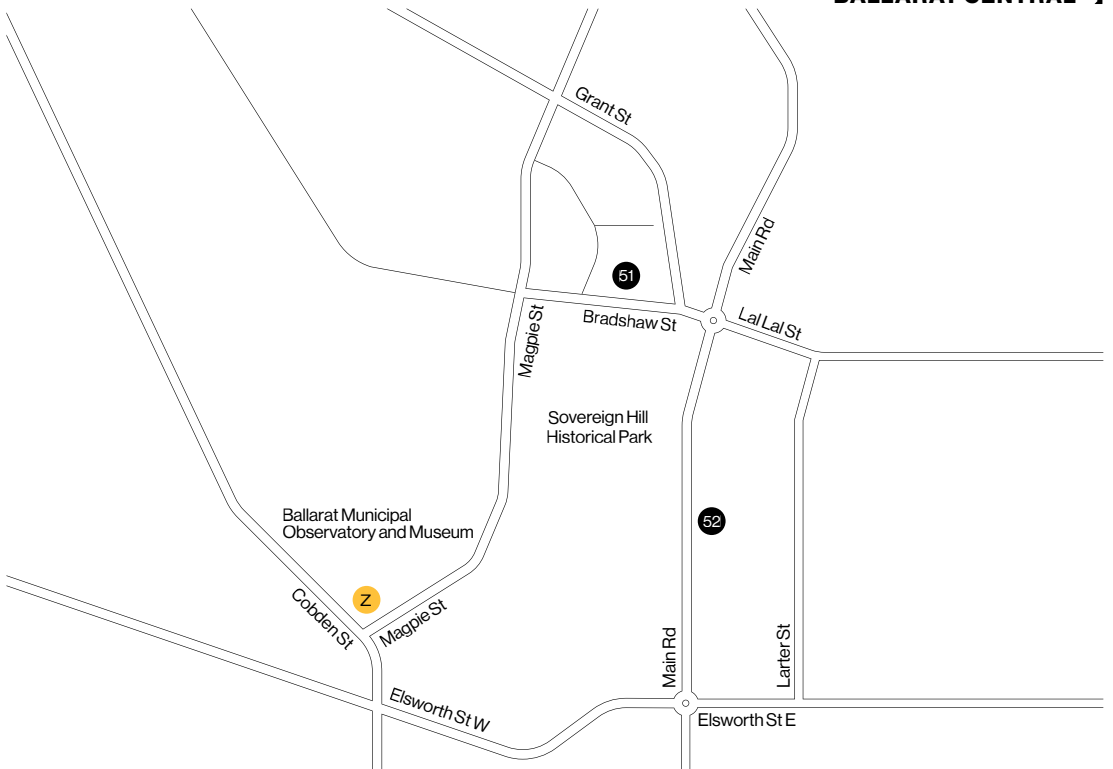 BALLARAT CENTRAL
Grant St
Main Rd
51
Bradshaw St
Lal Lal St
Magpie St
Sovereign Hill
Historical Park
52
Ballarat Municipal
Observatory and Museum
Z
Cobden St
Magpie St
Main Rd
Larter St
Elsworth St W
Elsworth St E